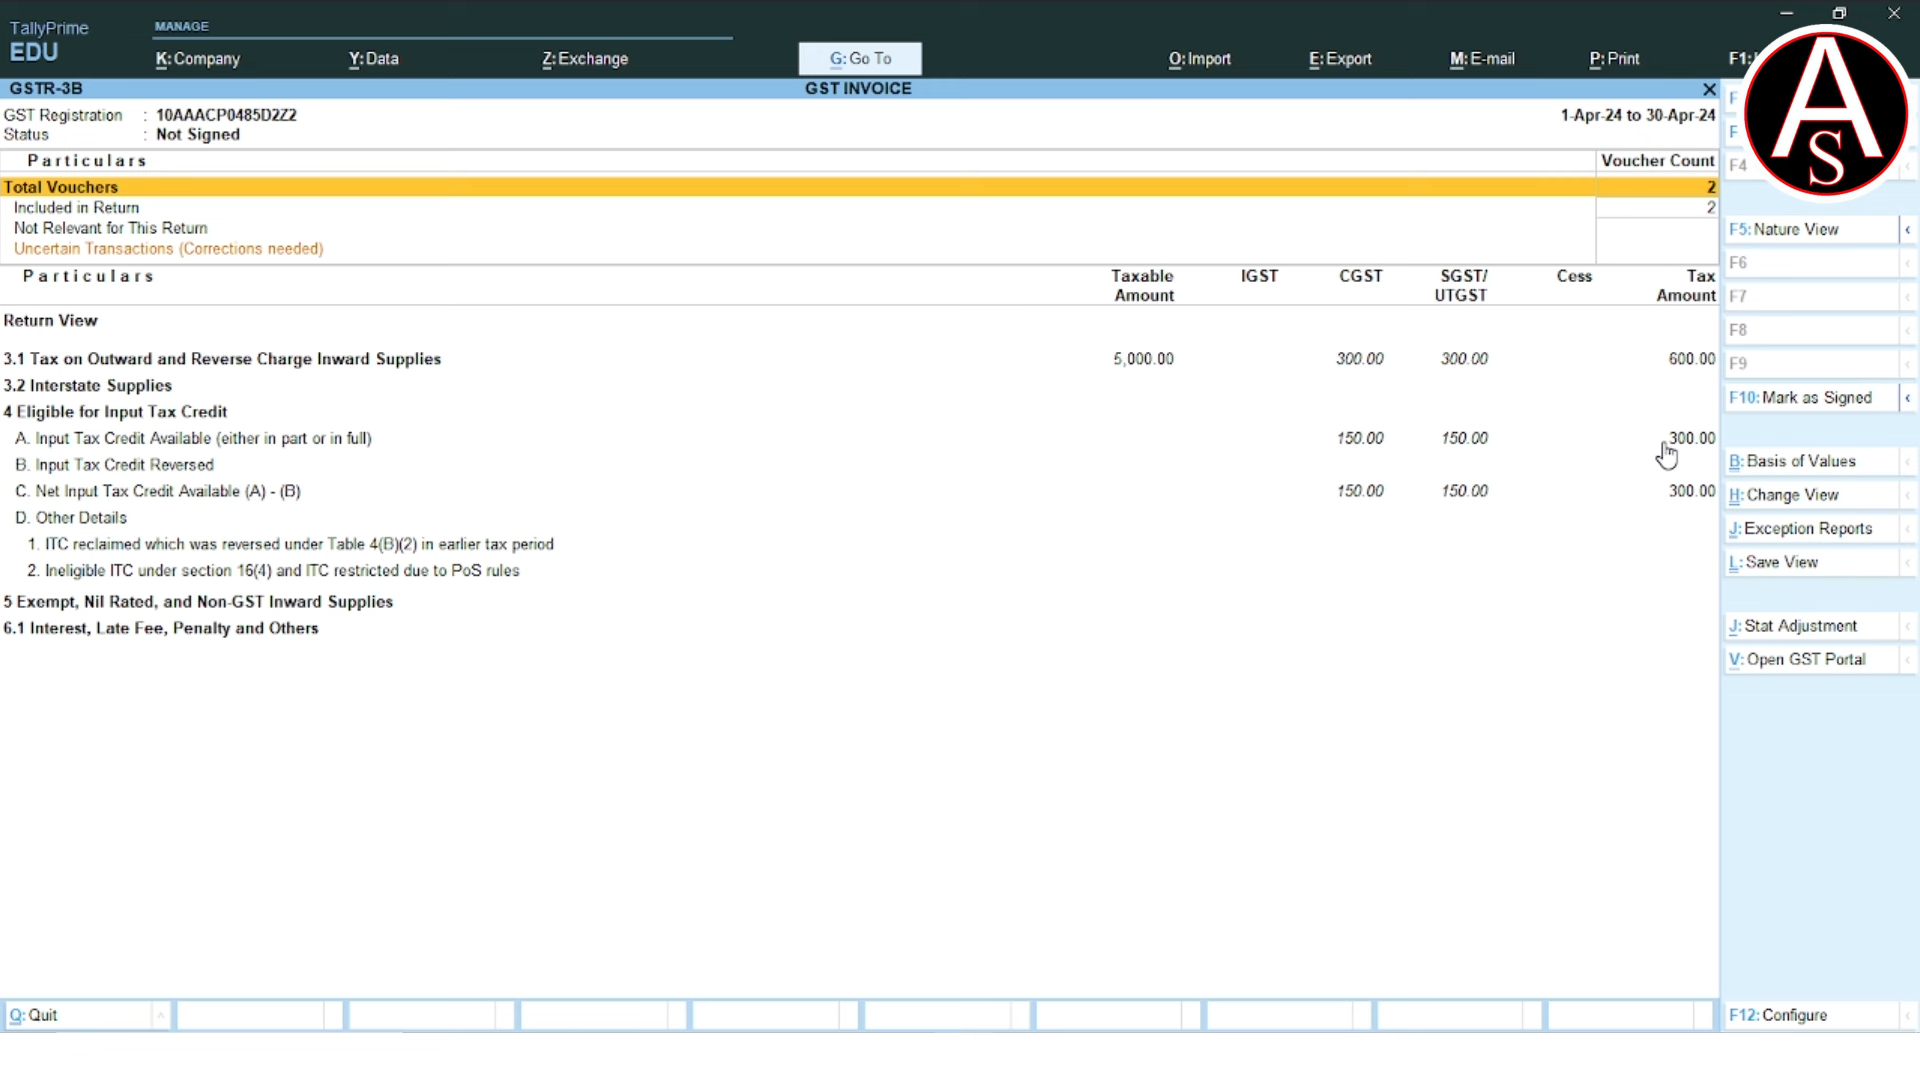 TallyPrime
EDU
MANAGE
K:Company Y:Data Z:Exchange G:Go To O:Import E:Export M:E-mail P:Print F1:
GSTR-3B GST INVOICE
GST Registration : 10AAACP0485D2Z2 1-Apr-24 to 30-Apr-24
Status : Not Signed
Particulars Voucher Count
Total Vouchers 2
Included in Return 2
Not Relevant for This Return
Uncertain Transactions (Corrections needed)
Particulars Taxable Amount IGST CGST SGST/UTGST Cess Tax Amount
Return View
3.1 Tax on Outward and Reverse Charge Inward Supplies 5,000.00 300.00 300.00 600.00
3.2 Interstate Supplies
4 Eligible for Input Tax Credit
A. Input Tax Credit Available (either in part or in full) 150.00 150.00 300.00
B. Input Tax Credit Reversed
C. Net Input Tax Credit Available (A) - (B) 150.00 150.00 300.00
D. Other Details
1. ITC reclaimed which was reversed under Table 4(B)(2) in earlier tax period
2. Ineligible ITC under section 16(4) and ITC restricted due to PoS rules
5 Exempt, Nil Rated, and Non-GST Inward Supplies
6.1 Interest, Late Fee, Penalty and Others
Q: Quit
AS
F
F
F4
F5: Nature View
F6
F7
F8
F9
F10: Mark as Signed
B: Basis of Values
H: Change View
J: Exception Reports
L: Save View
J: Stat Adjustment
V: Open GST Portal
F12: Configure